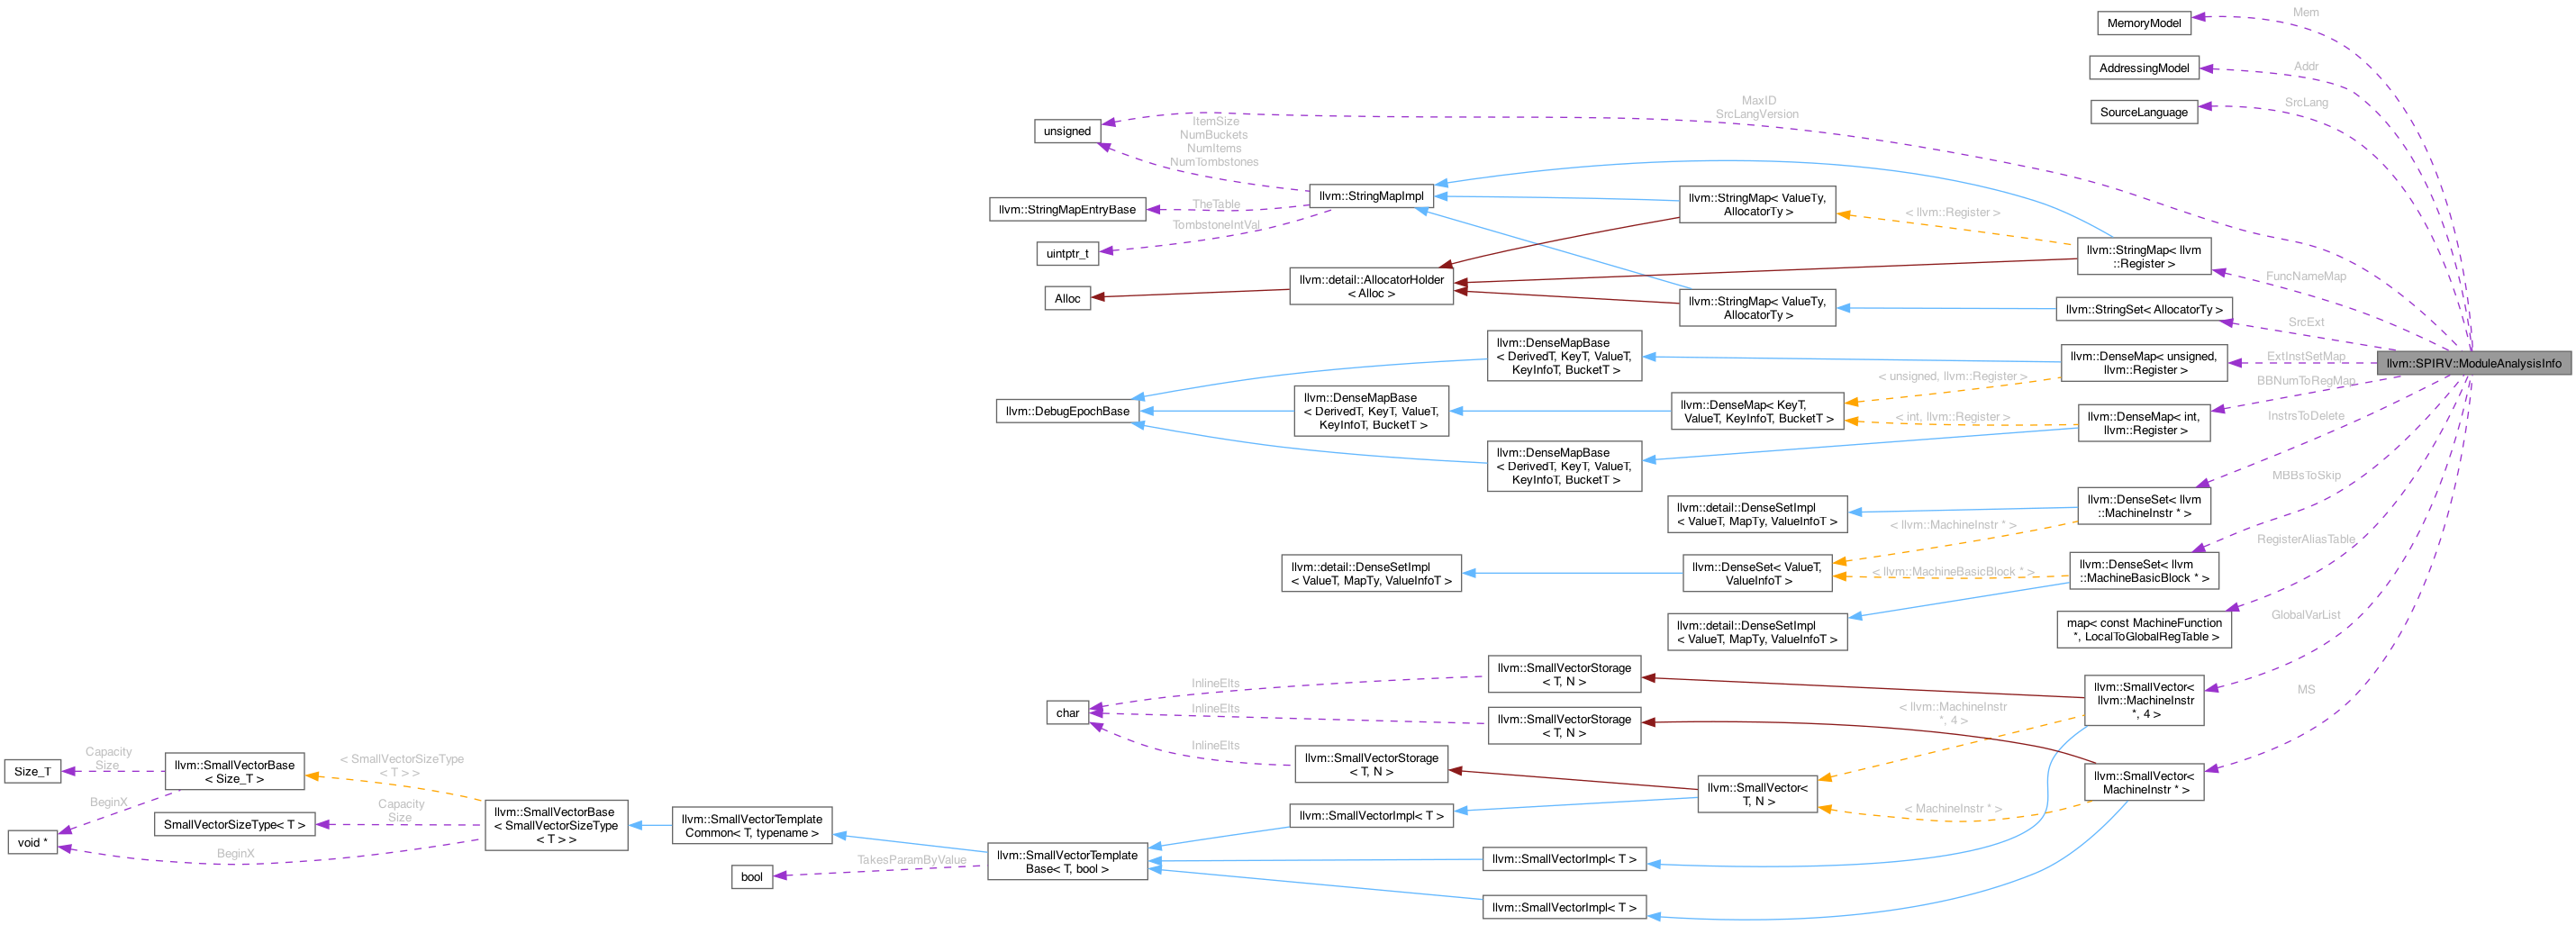 Mem
MemoryModel
Addr
AddressingModel
SrcLang
SourceLanguage
MaxID
SrcLangVersion
unsigned
ItemSize
NumBuckets
NumItems
NumTombstones
llvm::StringMapImpl
llvm::StringMapEntryBase
TheTable
TombstoneIntVal
uintptr_t
llvm::StringMap< ValueTy,
AllocatorTy >
< llvm::Register >
llvm::StringMap< llvm
::Register >
FuncNameMap
llvm::detail::AllocatorHolder
< Alloc >
Alloc
llvm::StringMap< ValueTy,
AllocatorTy >
llvm::StringSet< AllocatorTy >
SrcExt
llvm::DenseMapBase
< DerivedT, KeyT, ValueT,
KeyInfoT, BucketT >
llvm::DenseMap< unsigned,
llvm::Register >
ExtInstSetMap
llvm::SPIRV::ModuleAnalysisInfo
< unsigned, llvm::Register >
BBNumToRegMap
llvm::DebugEpochBase
llvm::DenseMapBase
< DerivedT, KeyT, ValueT,
KeyInfoT, BucketT >
llvm::DenseMap< KeyT,
ValueT, KeyInfoT, BucketT >
< int, llvm::Register >
llvm::DenseMap< int,
llvm::Register >
InstrsToDelete
llvm::DenseMapBase
< DerivedT, KeyT, ValueT,
KeyInfoT, BucketT >
MBBsToSkip
llvm::detail::DenseSetImpl
< ValueT, MapTy, ValueInfoT >
llvm::DenseSet< llvm
::MachineInstr * >
< llvm::MachineInstr * >
RegisterAliasTable
llvm::detail::DenseSetImpl
< ValueT, MapTy, ValueInfoT >
llvm::DenseSet< ValueT,
ValueInfoT >
< llvm::MachineBasicBlock * >
llvm::DenseSet< llvm
::MachineBasicBlock * >
GlobalVarList
llvm::detail::DenseSetImpl
< ValueT, MapTy, ValueInfoT >
map< const MachineFunction
*, LocalToGlobalRegTable >
llvm::SmallVectorStorage
< T, N >
InlineElts
MS
llvm::SmallVector<
llvm::MachineInstr
*, 4 >
char
InlineElts
llvm::SmallVectorStorage
< T, N >
< llvm::MachineInstr
*, 4 >
InlineElts
llvm::SmallVectorStorage
< T, N >
Size_T
Capacity
Size
llvm::SmallVectorBase
< Size_T >
< SmallVectorSizeType
< T > >
llvm::SmallVector<
T, N >
llvm::SmallVector<
MachineInstr * >
< MachineInstr * >
BeginX
SmallVectorSizeType< T >
Capacity
Size
llvm::SmallVectorBase
< SmallVectorSizeType
< T > >
llvm::SmallVectorTemplate
Common< T, typename >
llvm::SmallVectorImpl< T >
void *
BeginX
bool
TakesParamByValue
llvm::SmallVectorTemplate
Base< T, bool >
llvm::SmallVectorImpl< T >
llvm::SmallVectorImpl< T >